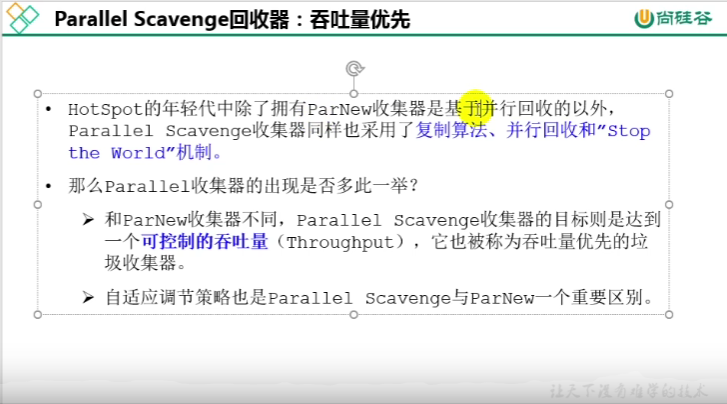 Parallel Scavenge回收器：吞吐量优先
尚硅谷
• HotSpot的年轻代中除了拥有ParNew收集器是基于并行回收的以外，
Parallel Scavenge收集器同样也采用了复制算法、并行回收和"Stop
the World"机制。
• 那么Parallel收集器的出现是否多此一举？
➢ 和ParNew收集器不同，Parallel Scavenge收集器的目标则是达到
一个可控制的吞吐量（Throughput），它也被称为吞吐量优先的垃
圾收集器。
➢ 自适应调节策略也是Parallel Scavenge与ParNew一个重要区别。
让天下没有难学的技术